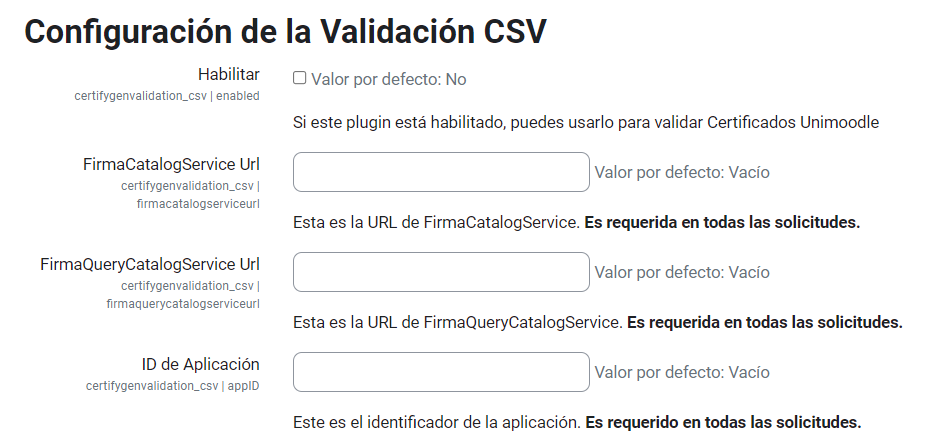 Configuración de la Validación CSV
Habilitar
certifygenvalidation_csv | enabled
Valor por defecto: No
Si este plugin está habilitado, puedes usarlo para validar Certificados Unimoodle
FirmaCatalogService Url
certifygenvalidation_csv |
firmacatalogserviceurl
Valor por defecto: Vacío
Esta es la URL de FirmaCatalogService. Es requerida en todas las solicitudes.
FirmaQueryCatalogService Url
certifygenvalidation_csv |
firmaquerycatalogserviceurl
Valor por defecto: Vacío
Esta es la URL de FirmaQueryCatalogService. Es requerida en todas las solicitudes.
ID de Aplicación
certifygenvalidation_csv | appID
Valor por defecto: Vacío
Este es el identificador de la aplicación. Es requerido en todas las solicitudes.